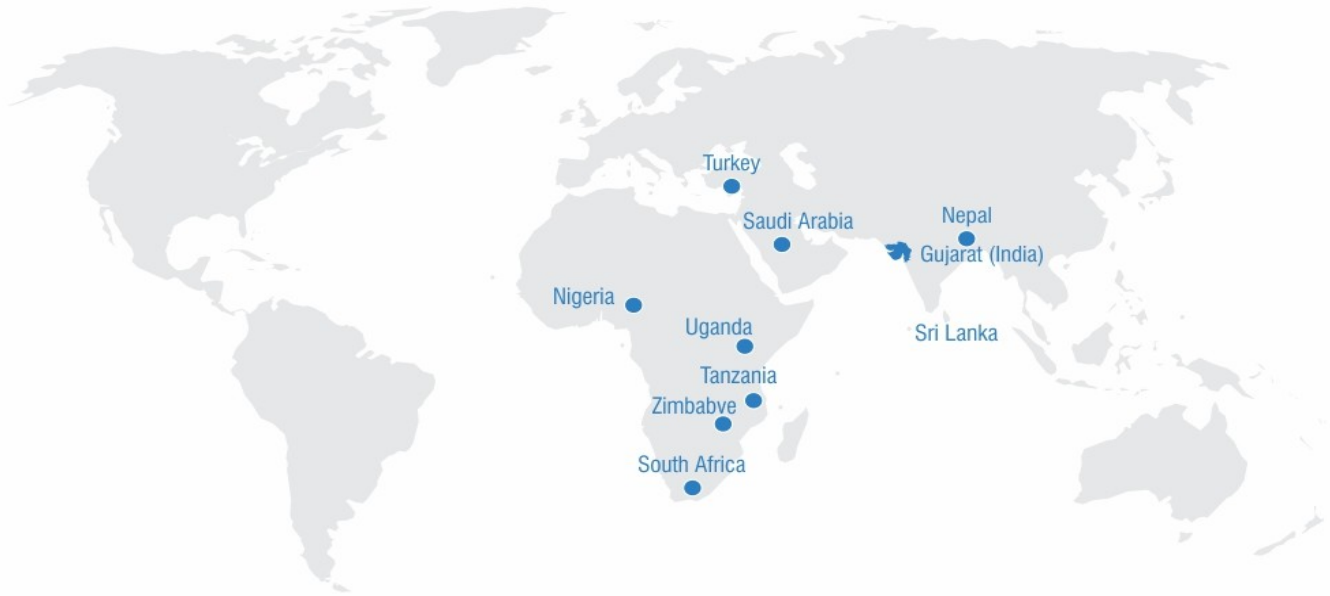 Turkey
Saudi Arabia
Nepal
Gujarat (India)
Nigeria
Uganda
Sri Lanka
Tanzania
Zimbabve
South Africa